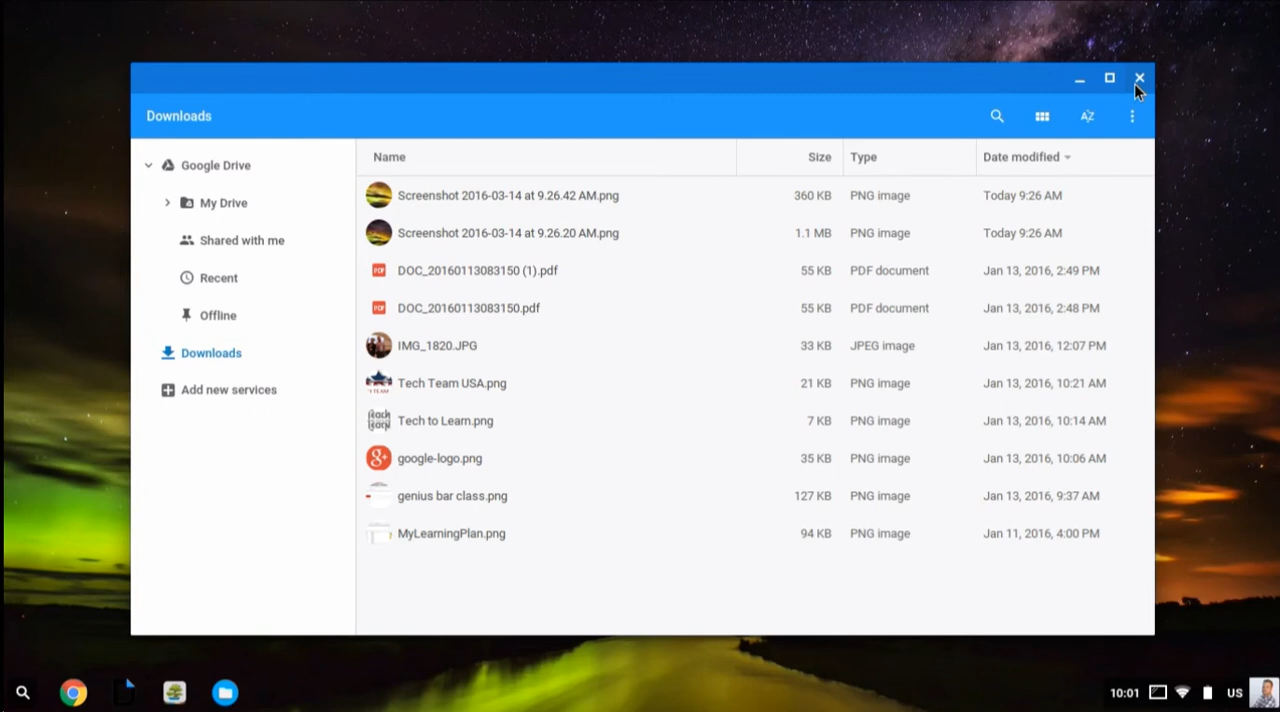 Downloads
Google Drive
My Drive
Shared with me
Recent
Offline
Downloads
Add new services
Name Size Type Date modified
Screenshot 2016-03-14 at 9.26.42 AM.png 360 KB PNG image Today 9:26 AM
Screenshot 2016-03-14 at 9.26.20 AM.png 1.1 MB PNG image Today 9:26 AM
PDF DOC_20160113083150 (1).pdf 55 KB PDF document Jan 13, 2016, 2:49 PM
PDF DOC_20160113083150.pdf 55 KB PDF document Jan 13, 2016, 2:48 PM
IMG_1820.JPG 33 KB JPEG image Jan 13, 2016, 12:07 PM
Tech Team USA.png 21 KB PNG image Jan 13, 2016, 10:21 AM
Tech to Learn.png 7 KB PNG image Jan 13, 2016, 10:14 AM
g+ google-logo.png 35 KB PNG image Jan 13, 2016, 10:06 AM
genius bar class.png 127 KB PNG image Jan 13, 2016, 9:37 AM
MyLearningPlan.png 94 KB PNG image Jan 11, 2016, 4:00 PM
10:01 US